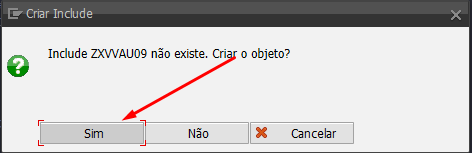 Criar Include
Include ZXVVAU09 não existe. Criar o objeto?
Sim
Não
Cancelar